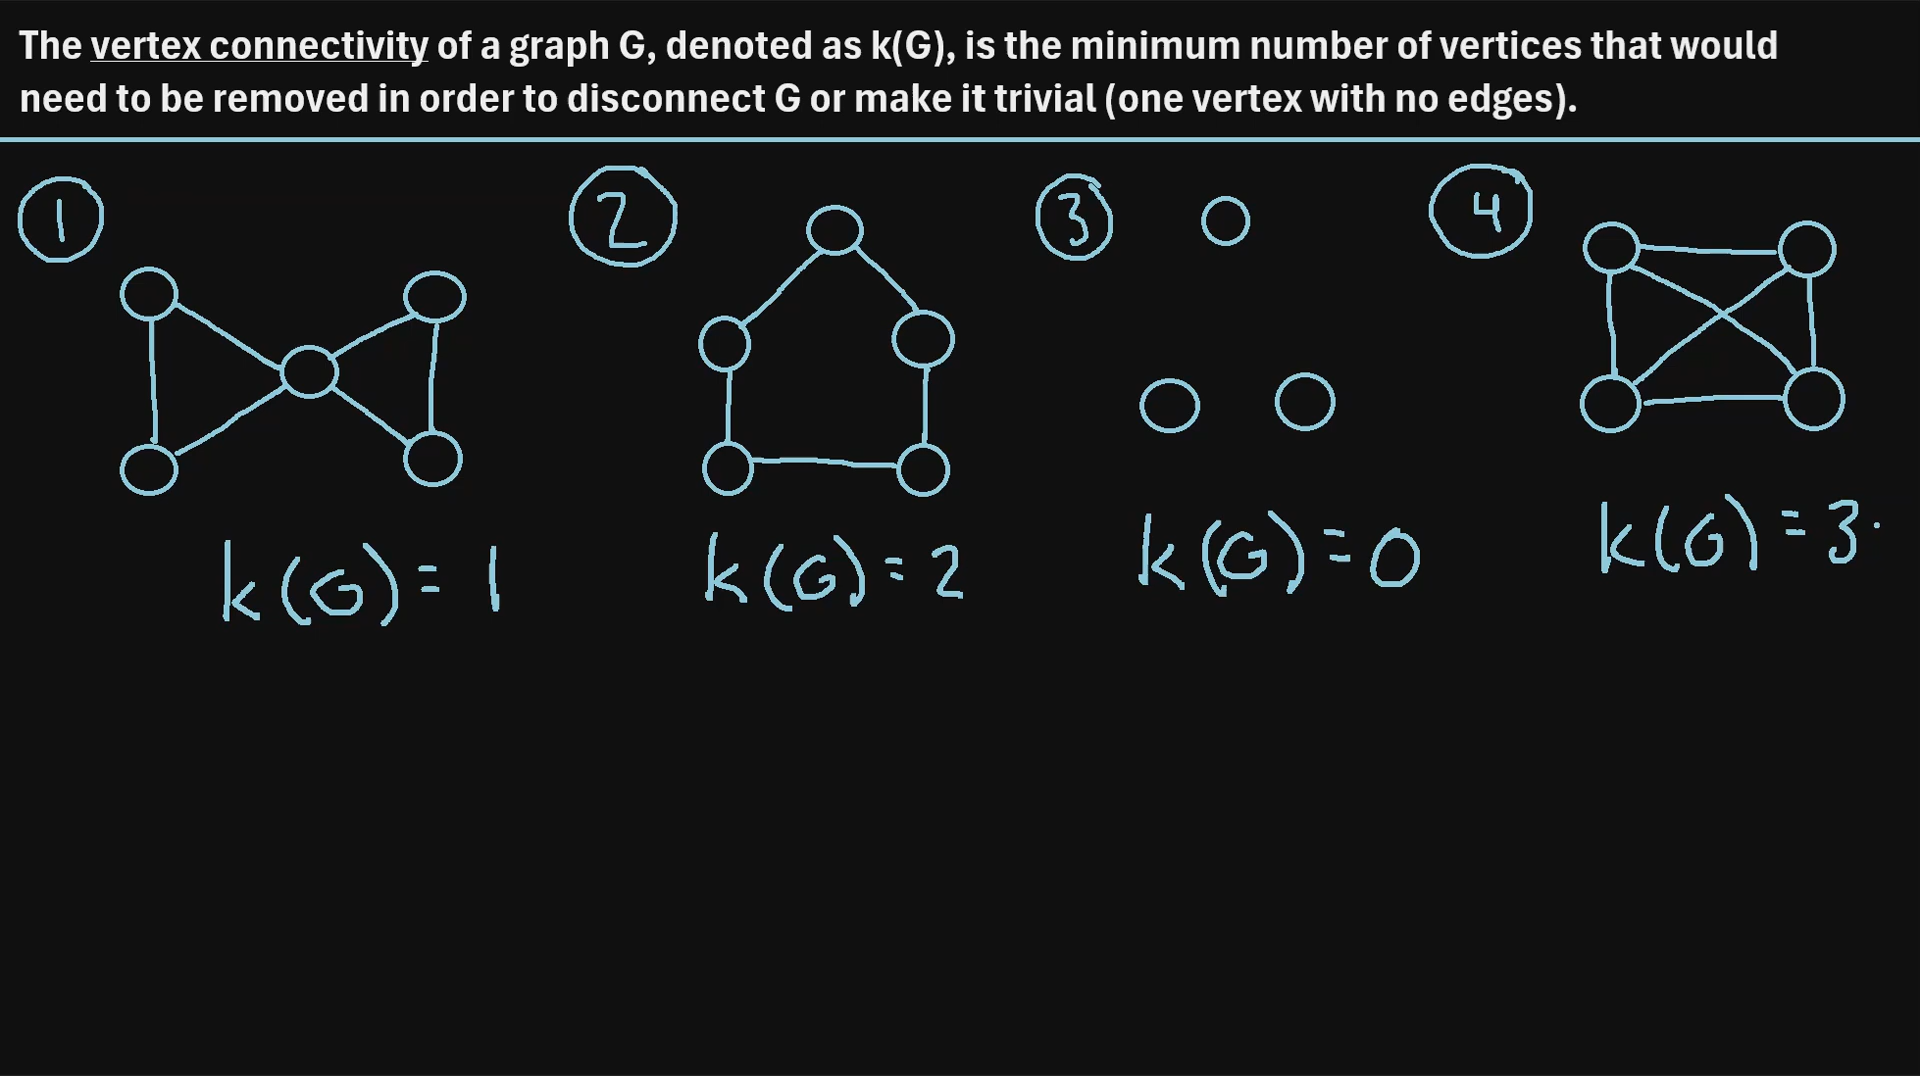 The vertex connectivity of a graph G, denoted as k(G), is the minimum number of vertices that would
need to be removed in order to disconnect G or make it trivial (one vertex with no edges).
1
2
3
4
k(G) = 1
k(G) = 2
k(G) = 0
k(G) = 3.